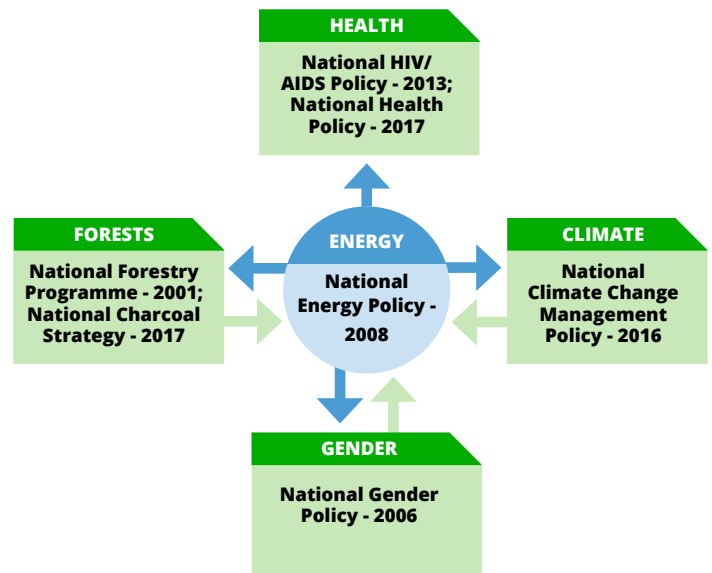 HEALTH
National HIV/
AIDS Policy - 2013;
National Health
Policy - 2017
FORESTS
National Forestry
Programme - 2001;
National Charcoal
Strategy - 2017
ENERGY
National
Energy Policy -
2008
CLIMATE
National
Climate Change
Management
Policy - 2016
GENDER
National Gender
Policy - 2006